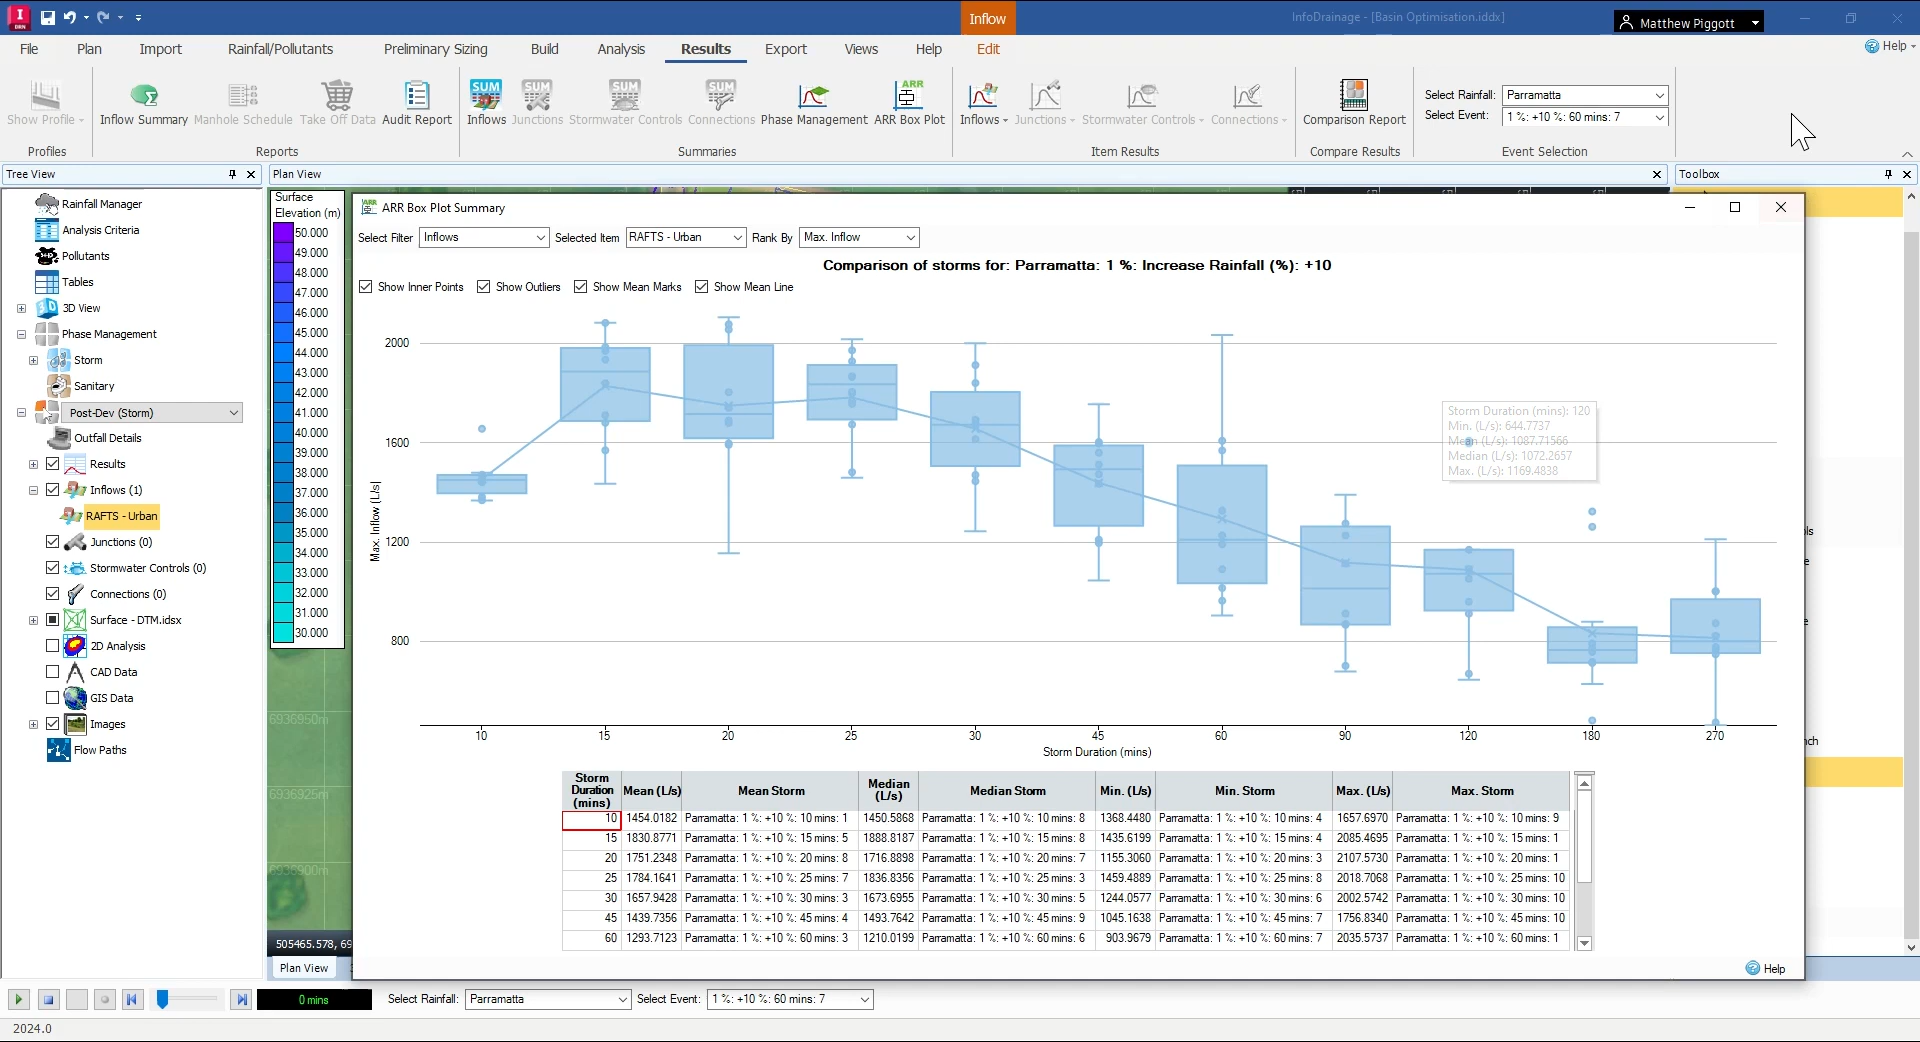 Inflow
InfoDrainage - [Basin Optimisation.iddx]
Matthew Piggott
File Plan Import Rainfall/Pollutants Preliminary Sizing Build Analysis Results Export Views Help Edit
Help
Show Profile
Inflow Summary Manhole Schedule Take Off Data Audit Report
SUM SUM SUM SUM ARR
Inflows Junctions Stormwater Controls Connections Phase Management ARR Box Plot
Inflows Junctions Stormwater Controls Connections
Comparison Report
Select Rainfall: Parramatta
Select Event: 1 %: +10 %: 60 mins: 7
Profiles Reports Summaries Item Results Compare Results Event Selection
Tree View
Plan View
Toolbox
Rainfall Manager
Analysis Criteria
Pollutants
Tables
3D View
Phase Management
Storm
Sanitary
Post-Dev (Storm)
Outfall Details
Results
Inflows (1)
RAFTS - Urban
Junctions (0)
Stormwater Controls (0)
Connections (0)
Surface - DTM.idsx
2D Analysis
CAD Data
GIS Data
Images
Flow Paths
Surface
Elevation (m)
50.000
49.000
48.000
47.000
46.000
45.000
44.000
43.000
42.000
41.000
40.000
39.000
38.000
37.000
36.000
35.000
34.000
33.000
32.000
31.000
30.000
6936950m
6936925m
6936900m
505465.578, 69
Plan View
ARR Box Plot Summary
Select Filter Inflows Selected Item RAFTS - Urban Rank By Max. Inflow
Comparison of storms for: Parramatta: 1 %: Increase Rainfall (%): +10
Show Inner Points Show Outliers Show Mean Marks Show Mean Line
Max. Inflow (L/s)
2000
1600
1200
800
Storm Duration (mins): 120
Min. (L/s): 644.7737
Mean (L/s): 1087.71566
Median (L/s): 1072.2657
Max. (L/s): 1169.4838
10 15 20 25 30 45 60 90 120 180 270
Storm Duration (mins)
Storm Duration (mins) Mean (L/s) Mean Storm Median (L/s) Median Storm Min. (L/s) Min. Storm Max. (L/s) Max. Storm
10 1454.0182 Parramatta: 1 %: +10 %: 10 mins: 1 1450.5868 Parramatta: 1 %: +10 %: 10 mins: 8 1368.4480 Parramatta: 1 %: +10 %: 10 mins: 4 1657.6970 Parramatta: 1 %: +10 %: 10 mins: 9
15 1830.8771 Parramatta: 1 %: +10 %: 15 mins: 5 1888.8187 Parramatta: 1 %: +10 %: 15 mins: 8 1435.6199 Parramatta: 1 %: +10 %: 15 mins: 4 2085.4695 Parramatta: 1 %: +10 %: 15 mins: 1
20 1751.2348 Parramatta: 1 %: +10 %: 20 mins: 8 1716.8898 Parramatta: 1 %: +10 %: 20 mins: 7 1155.3060 Parramatta: 1 %: +10 %: 20 mins: 3 2107.5730 Parramatta: 1 %: +10 %: 20 mins: 1
25 1784.1641 Parramatta: 1 %: +10 %: 25 mins: 7 1836.8356 Parramatta: 1 %: +10 %: 25 mins: 3 1459.4889 Parramatta: 1 %: +10 %: 25 mins: 8 2018.7068 Parramatta: 1 %: +10 %: 25 mins: 10
30 1657.9428 Parramatta: 1 %: +10 %: 30 mins: 3 1673.6955 Parramatta: 1 %: +10 %: 30 mins: 5 1244.0577 Parramatta: 1 %: +10 %: 30 mins: 6 2002.5742 Parramatta: 1 %: +10 %: 30 mins: 10
45 1439.7356 Parramatta: 1 %: +10 %: 45 mins: 4 1493.7642 Parramatta: 1 %: +10 %: 45 mins: 9 1045.1638 Parramatta: 1 %: +10 %: 45 mins: 7 1756.8340 Parramatta: 1 %: +10 %: 45 mins: 10
60 1293.7123 Parramatta: 1 %: +10 %: 60 mins: 3 1210.0199 Parramatta: 1 %: +10 %: 60 mins: 6 903.9679 Parramatta: 1 %: +10 %: 60 mins: 7 2035.5737 Parramatta: 1 %: +10 %: 60 mins: 1
Help
0 mins Select Rainfall: Parramatta Select Event: 1 %: +10 %: 60 mins: 7
2024.0